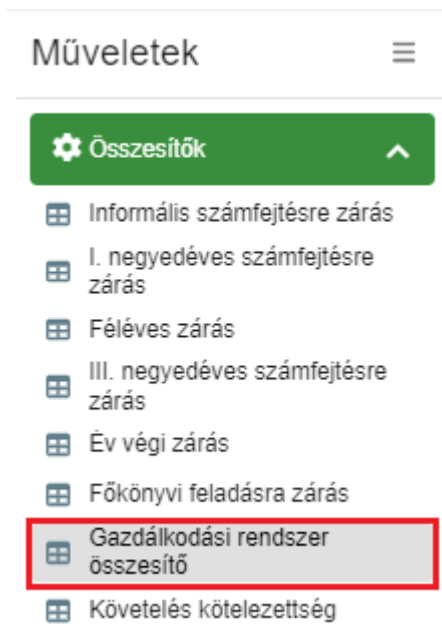 Műveletek
Összesítők
Informális számfejtésre zárás
I. negyedéves számfejtésre
zárás
Féléves zárás
III. negyedéves számfejtésre
zárás
Év végi zárás
Főkönyvi feladásra zárás
Gazdálkodási rendszer
összesítő
Követelés kötelezettség